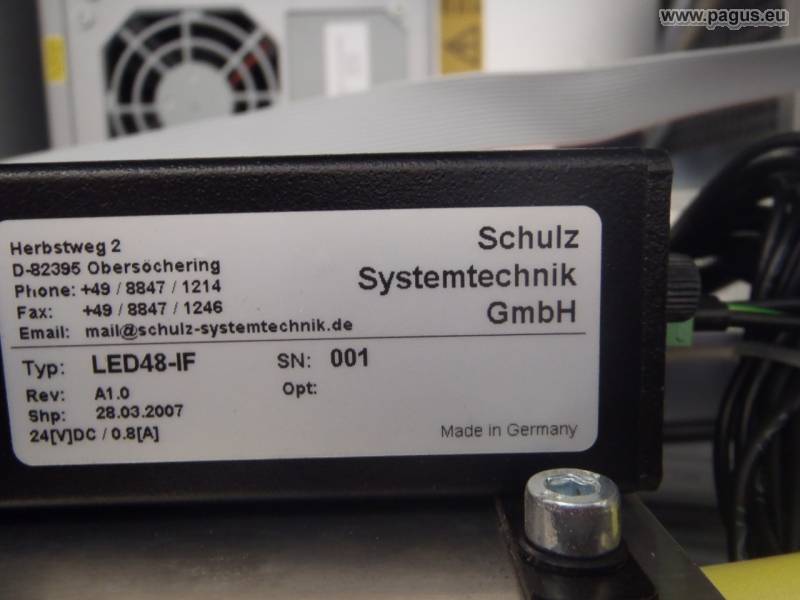 www.pagus.eu
Herbstweg 2
D-82395 Obersöchering
Phone: +49 / 8847 / 1214
Fax: +49 / 8847 / 1246
Email: mail@schulz-systemtechnik.de
Schulz
Systemtechnik
GmbH
Typ: LED48-IF SN: 001
Rev: A1.0 Opt:
Shp: 28.03.2007
24[V]DC / 0.8[A]
Made in Germany